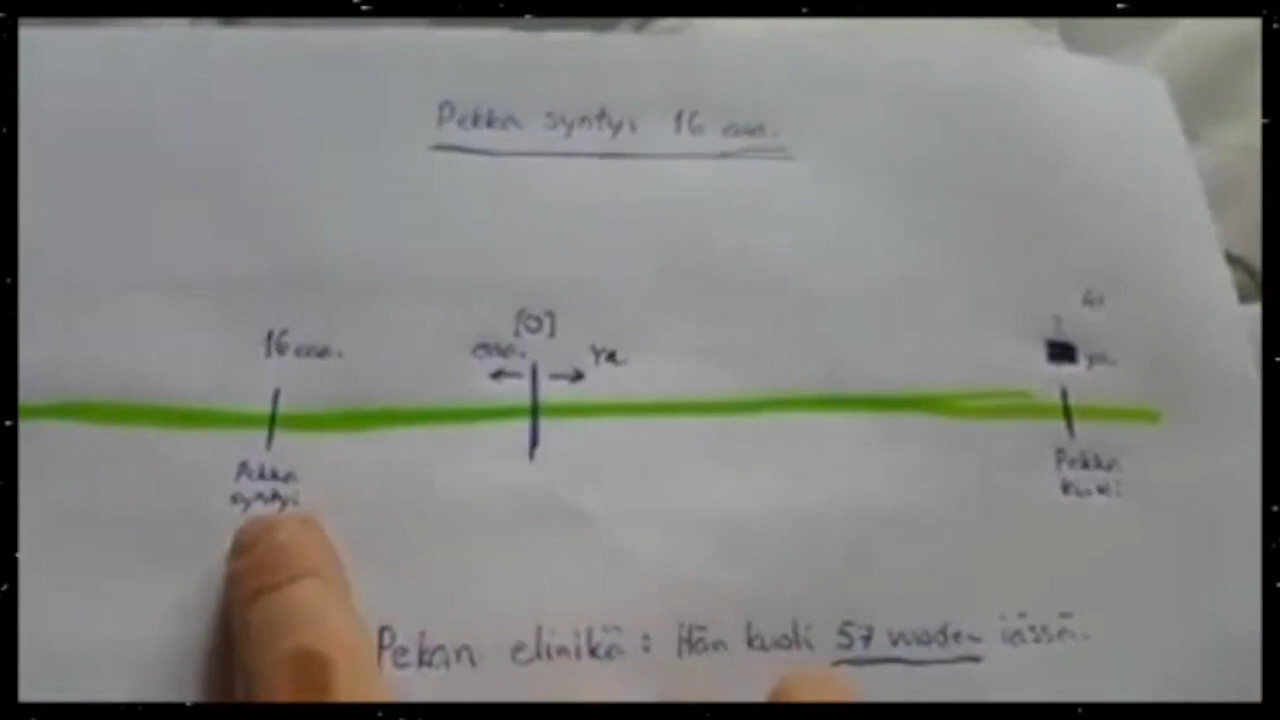 Pekka syntyi 16 eaa.
[0]
16 eaa.
eaa.
← →
Pekka
syntyi
Pekka
kuoli
Pekan elinikä: Hän kuoli 57 vuoden iässä.